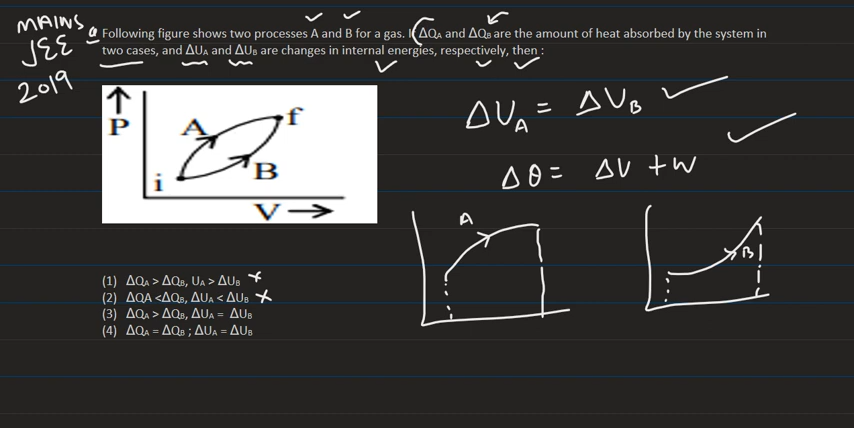 MAINS
JEE
2019
Following figure shows two processes A and B for a gas. If ΔQA and ΔQB are the amount of heat absorbed by the system in
two cases, and ΔUA and ΔUB are changes in internal energies, respectively, then :
P
A
f
i
B
V
ΔUA = ΔUB
Δθ = ΔU + W
A
B
(1) ΔQA > ΔQB, UA > ΔUB ×
(2) ΔQA <ΔQB, ΔUA < ΔUB ×
(3) ΔQA > ΔQB, ΔUA = ΔUB
(4) ΔQA = ΔQB ; ΔUA = ΔUB